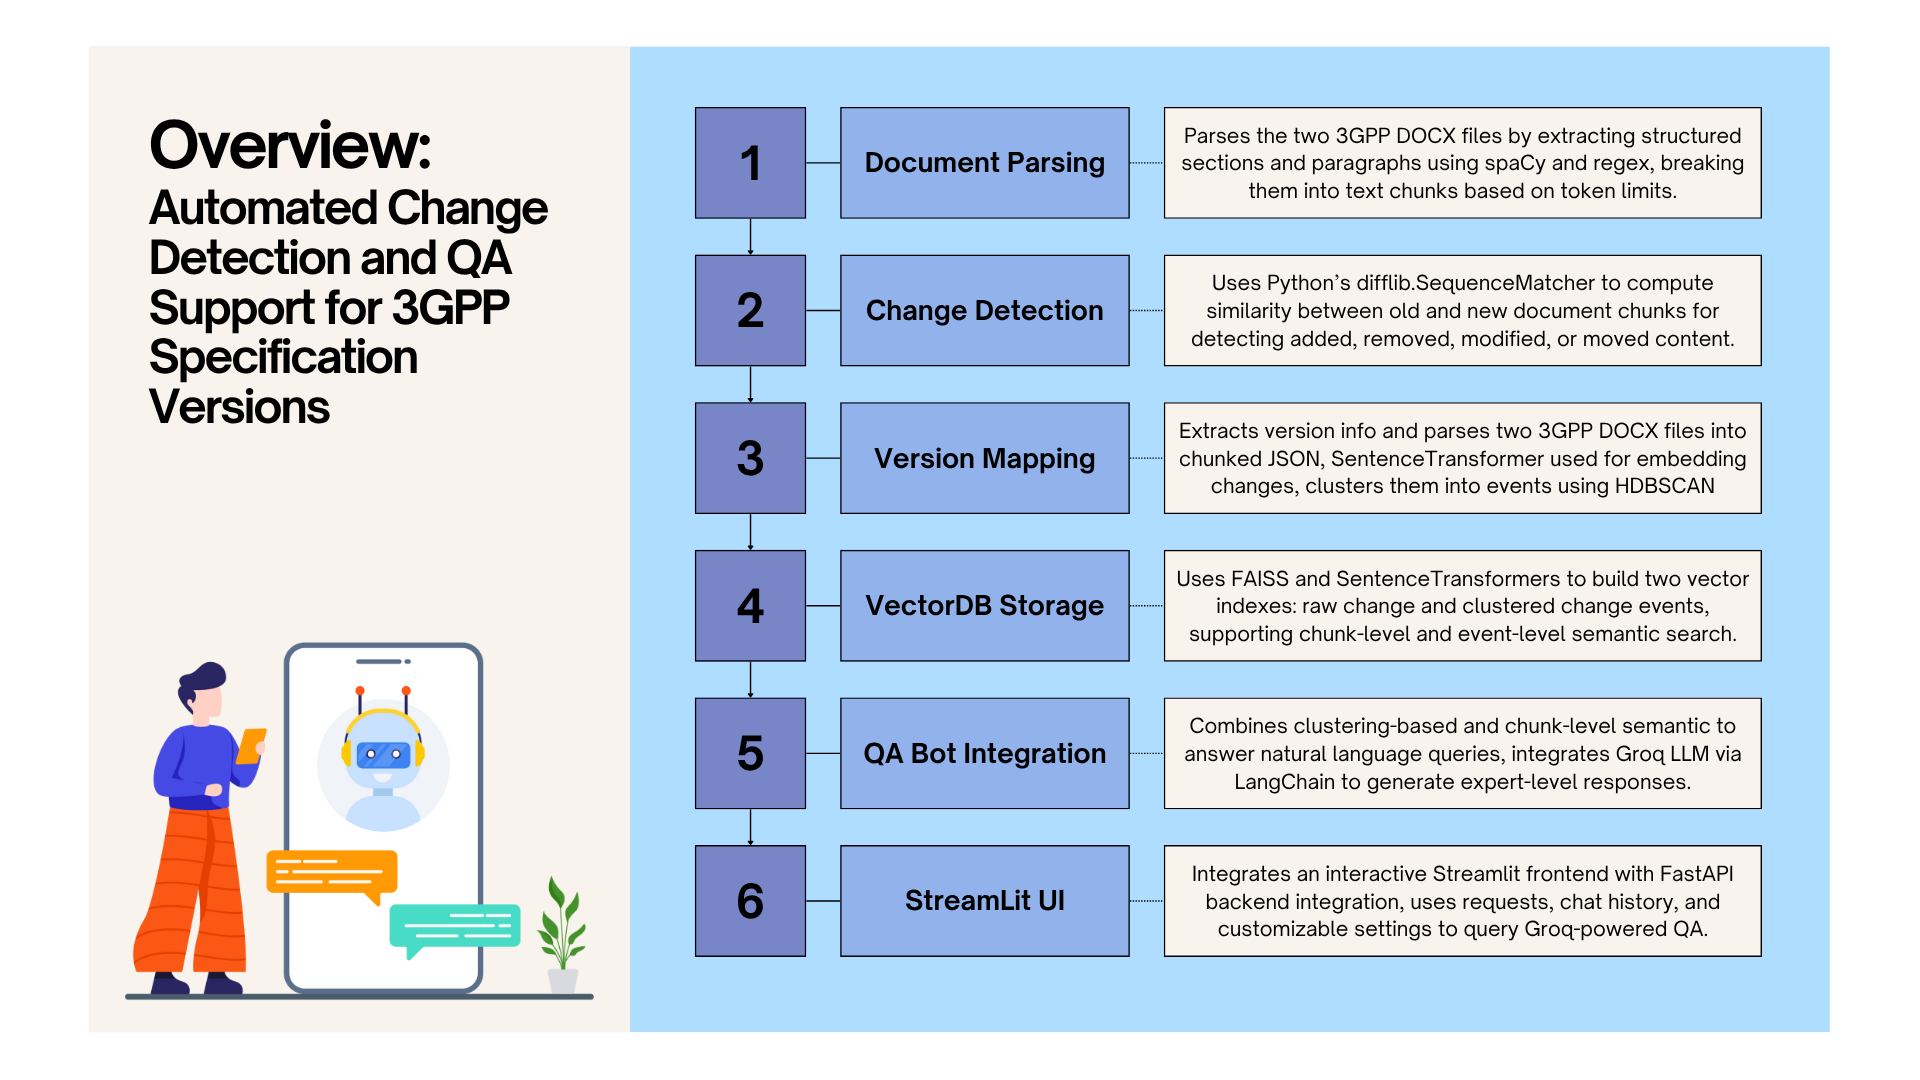 Overview:
Automated Change
Detection and QA
Support for 3GPP
Specification
Versions
1
Document Parsing
Parses the two 3GPP DOCX files by extracting structured
sections and paragraphs using spaCy and regex, breaking
them into text chunks based on token limits.
2
Change Detection
Uses Python’s difflib.SequenceMatcher to compute
similarity between old and new document chunks for
detecting added, removed, modified, or moved content.
3
Version Mapping
Extracts version info and parses two 3GPP DOCX files into
chunked JSON, SentenceTransformer used for embedding
changes, clusters them into events using HDBSCAN
4
VectorDB Storage
Uses FAISS and SentenceTransformers to build two vector
indexes: raw change and clustered change events,
supporting chunk-level and event-level semantic search.
5
QA Bot Integration
Combines clustering-based and chunk-level semantic to
answer natural language queries, integrates Groq LLM via
LangChain to generate expert-level responses.
6
StreamLit UI
Integrates an interactive Streamlit frontend with FastAPI
backend integration, uses requests, chat history, and
customizable settings to query Groq-powered QA.